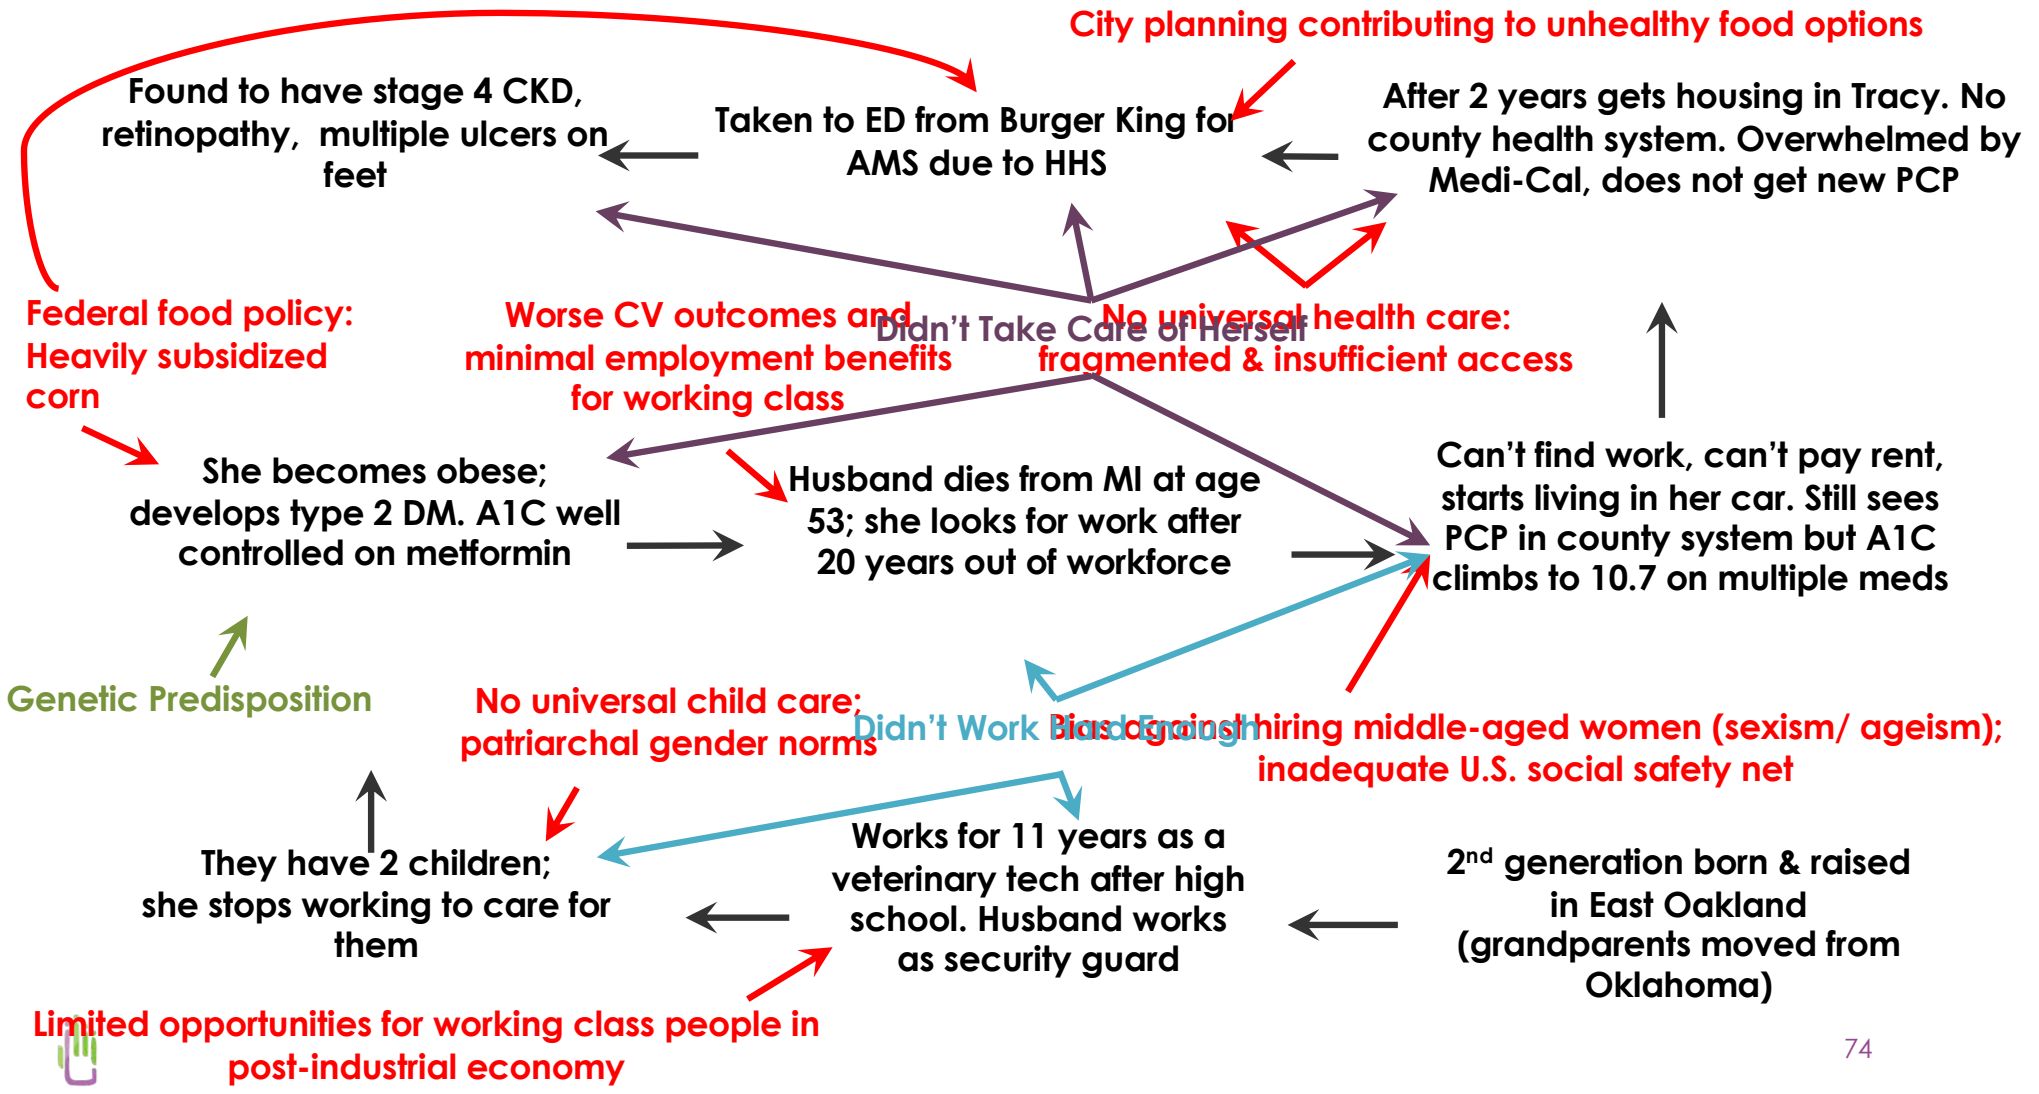 City planning contributing to unhealthy food options
Found to have stage 4 CKD,
retinopathy, multiple ulcers on
feet
Taken to ED from Burger King for
AMS due to HHS
After 2 years gets housing in Tracy. No
county health system. Overwhelmed by
Medi-Cal, does not get new PCP
Federal food policy:
Heavily subsidized
corn
Worse CV outcomes and
minimal employment benefits
for working class
Didn’t Take Care of Herself
No universal health care:
fragmented & insufficient access
She becomes obese;
develops type 2 DM. A1C well
controlled on metformin
Husband dies from MI at age
53; she looks for work after
20 years out of workforce
Can’t find work, can’t pay rent,
starts living in her car. Still sees
PCP in county system but A1C
climbs to 10.7 on multiple meds
Genetic Predisposition
No universal child care;
patriarchal gender norms
Didn’t Work Hard Enough
Bias against hiring middle-aged women (sexism/ ageism);
inadequate U.S. social safety net
They have 2 children;
she stops working to care for
them
Works for 11 years as a
veterinary tech after high
school. Husband works
as security guard
2nd generation born & raised
in East Oakland
(grandparents moved from
Oklahoma)
Limited opportunities for working class people in
post-industrial economy
74